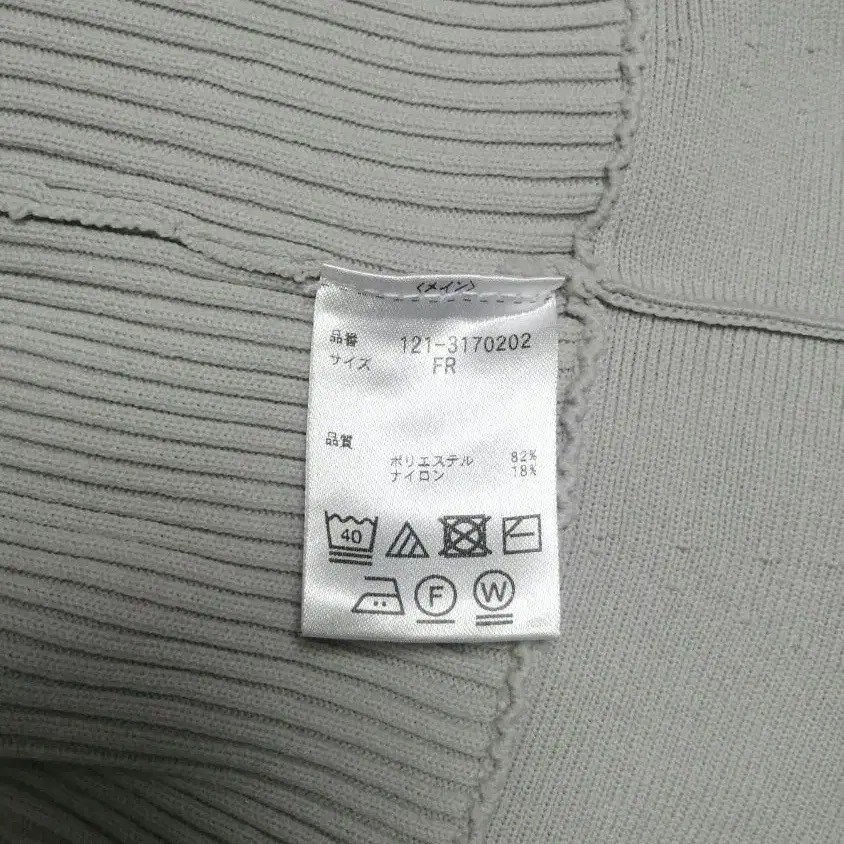 〈メイン〉
品番 121-3170202
サイズ FR
品質
ポリエステル 82%
ナイロン 18%
40
F W